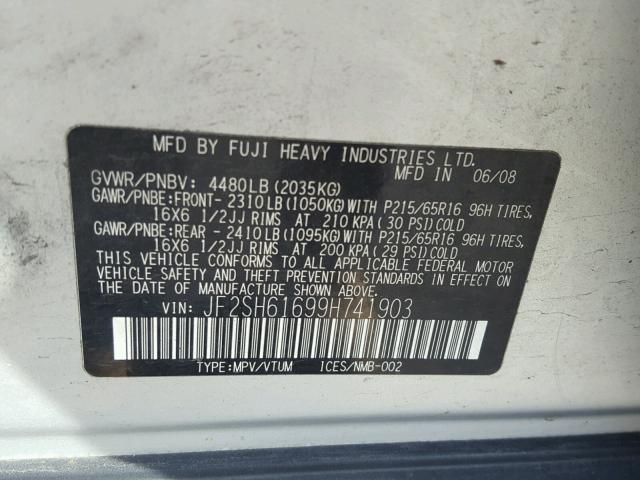 MFD BY FUJI HEAVY INDUSTRIES LTD.
MFD IN 06/08
GVWR/PNBV: 4480LB(2035KG)
GAWR/PNBE:FRONT- 2310LB(1050KG)WITH P215/65R16 96H TIRES,
16X6 1/2JJ RIMS AT 210 KPA(30 PSI)COLD
GAWR/PNBE:REAR - 2410LB(1095KG)WITH P215/65R16 96H TIRES,
16X6 1/2JJ RIMS AT 200 KPA(29 PSI)COLD
THIS VEHICLE CONFORMS TO ALL APPLICABLE FEDERAL MOTOR
VEHICLE SAFETY AND THEFT PREVENTION STANDARDS IN EFFECT ON
THE DATE OF MANUFACTURE SHOWN ABOVE.
VIN: JF2SH61699H741903
TYPE:MPV/VTUM ICES/NMB-002